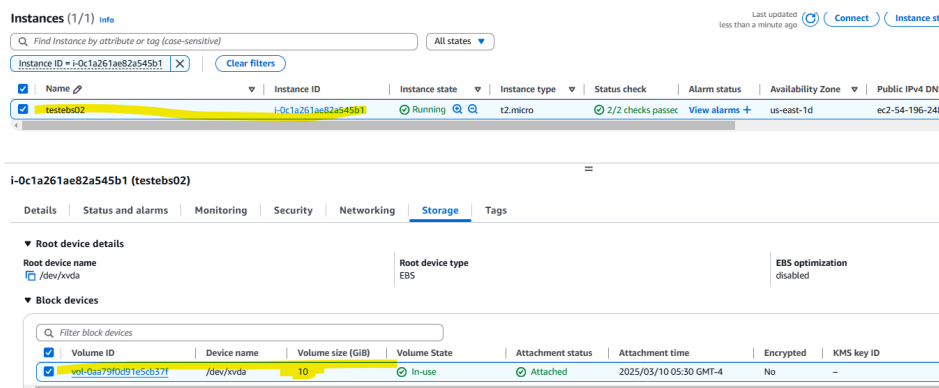 Instances (1/1) Info
Last updated
less than a minute ago
Connect
Instance st
Find Instance by attribute or tag (case-sensitive)
All states
Instance ID = i-0c1a261ae82a545b1
Clear filters
Name Instance ID Instance state Instance type Status check Alarm status Availability Zone Public IPv4 DN
testebs02 i-0c1a261ae82a545b1 Running t2.micro 2/2 checks passec View alarms + us-east-1d ec2-54-196-248
i-0c1a261ae82a545b1 (testebs02)
Details Status and alarms Monitoring Security Networking Storage Tags
Root device details
Root device name Root device type EBS optimization
/dev/xvda EBS disabled
Block devices
Filter block devices
Volume ID Device name Volume size (GiB) Volume State Attachment status Attachment time Encrypted KMS key ID
vol-0aa79f0d91e5cb37f /dev/xvda 10 In-use Attached 2025/03/10 05:30 GMT-4 No –